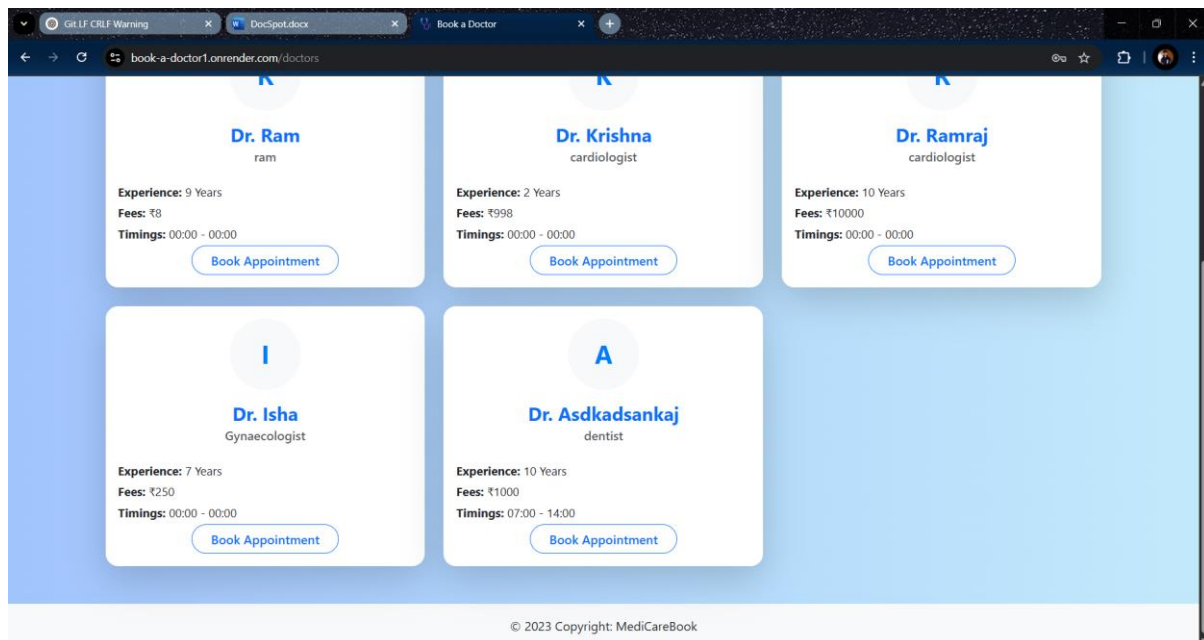 Git LF CRLF Warning
DocSpot.docx
Book a Doctor
book-a-doctor1.onrender.com/doctors
Dr. Ram
ram
Experience: 9 Years
Fees: ₹8
Timings: 00:00 - 00:00
Book Appointment
Dr. Krishna
cardiologist
Experience: 2 Years
Fees: ₹998
Timings: 00:00 - 00:00
Book Appointment
Dr. Ramraj
cardiologist
Experience: 10 Years
Fees: ₹10000
Timings: 00:00 - 00:00
Book Appointment
I
Dr. Isha
Gynaecologist
Experience: 7 Years
Fees: ₹250
Timings: 00:00 - 00:00
Book Appointment
A
Dr. Asdkadsankaj
dentist
Experience: 10 Years
Fees: ₹1000
Timings: 07:00 - 14:00
Book Appointment
© 2023 Copyright: MediCareBook